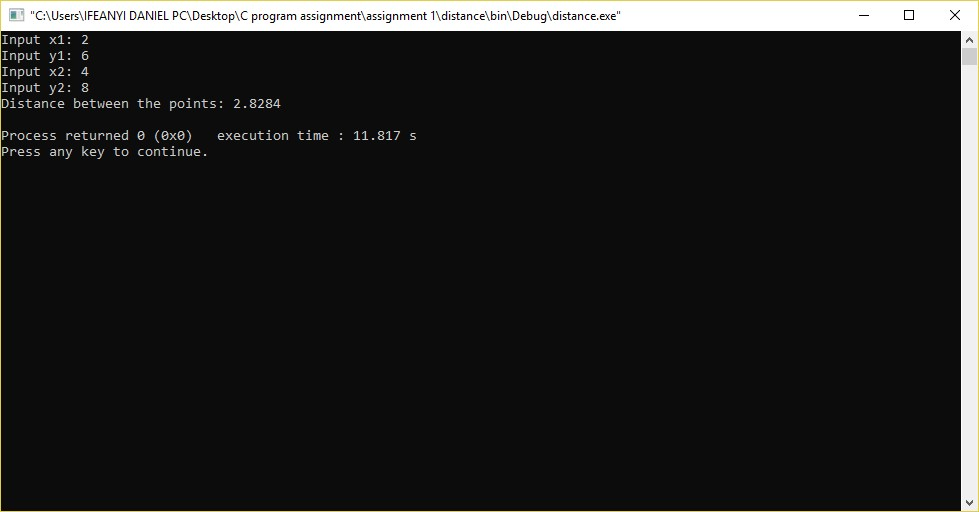 "C:\Users\IFEANYI DANIEL PC\Desktop\C program assignment\assignment 1\distance\bin\Debug\distance.exe"
Input x1: 2
Input y1: 6
Input x2: 4
Input y2: 8
Distance between the points: 2.8284
Process returned 0 (0x0)   execution time : 11.817 s
Press any key to continue.